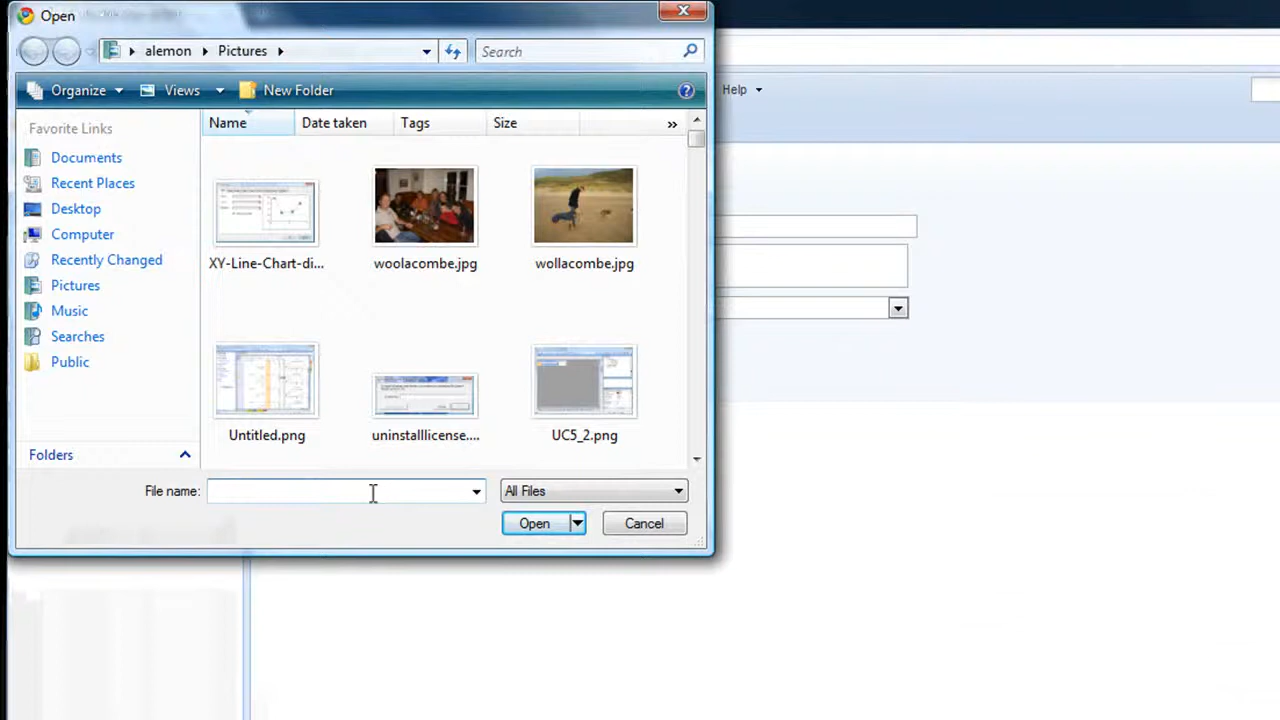 Open
alemon Pictures Search
Organize Views New Folder Help
Favorite Links Name Date taken Tags Size »
Documents
Recent Places
Desktop
Computer
Recently Changed
Pictures
Music
Searches
Public
XY-Line-Chart-di... woolacombe.jpg wollacombe.jpg
Untitled.png uninstalllicense.... UC5_2.png
Folders
File name: All Files
Open Cancel